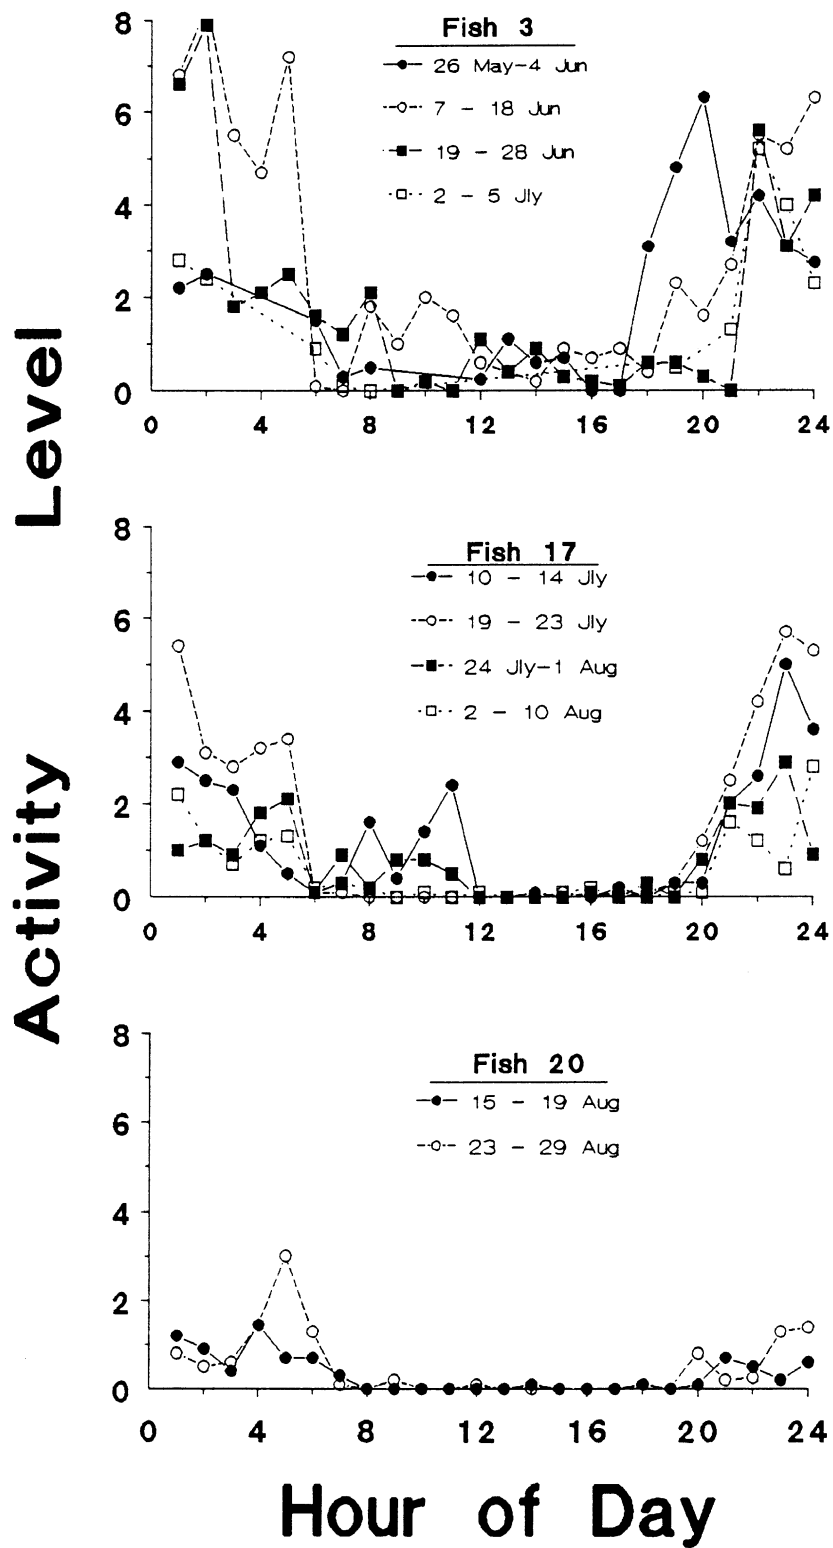 Activity Level
Fish 3
26 May-4 Jun
7 - 18 Jun
19 - 28 Jun
2 - 5 Jly
8
6
4
2
0
0 4 8 12 16 20 24
Fish 17
10 - 14 Jly
19 - 23 Jly
24 Jly-1 Aug
2 - 10 Aug
8
6
4
2
0
0 4 8 12 16 20 24
Fish 20
15 - 19 Aug
23 - 29 Aug
8
6
4
2
0
0 4 8 12 16 20 24
Hour of Day